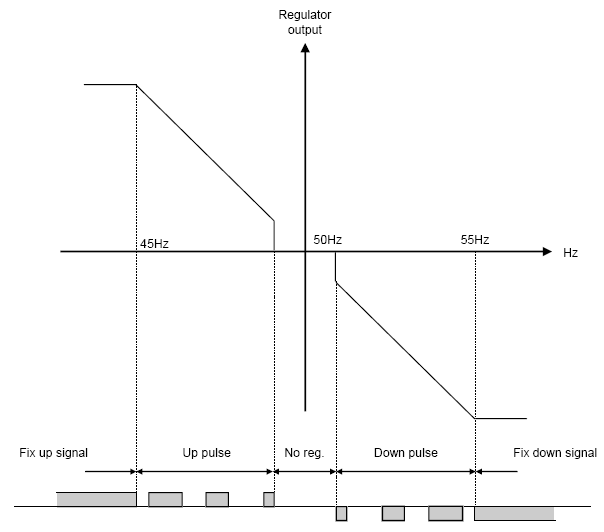 Regulator
output
45Hz
50Hz
55Hz
Hz
Fix up signal
Up pulse
No reg.
Down pulse
Fix down signal